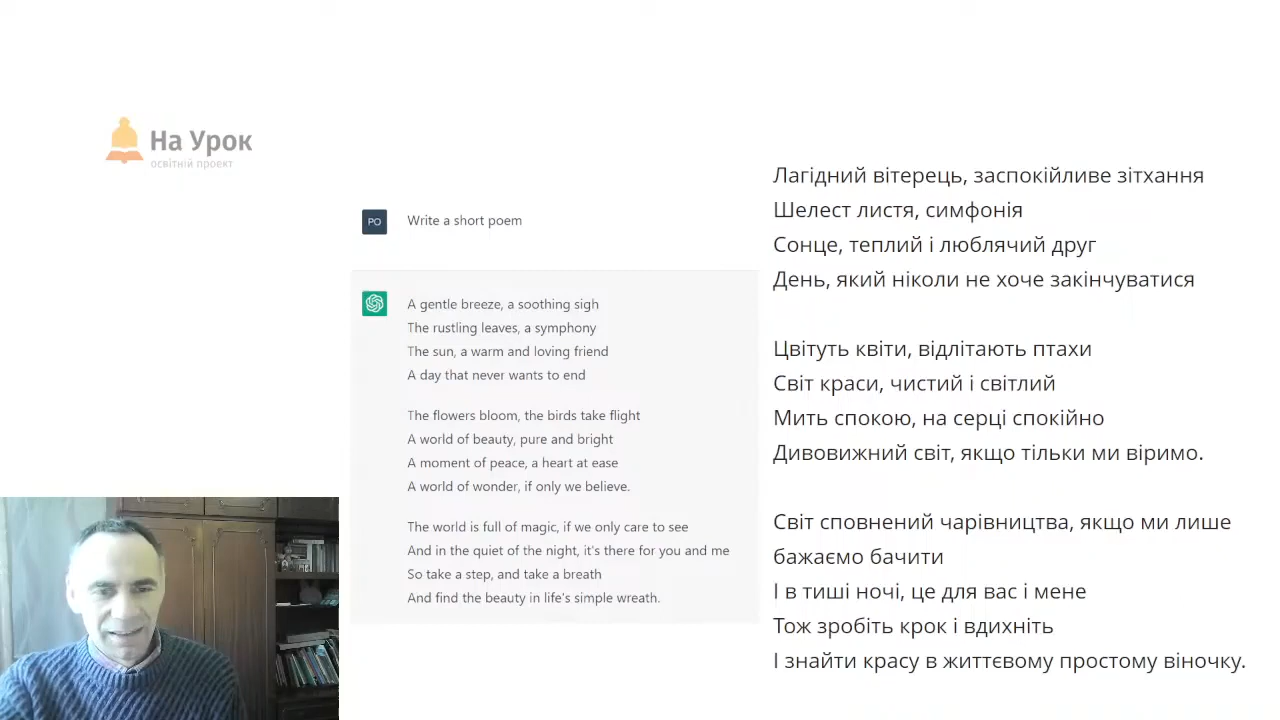 На Урок
освітній проект
PO
Write a short poem
A gentle breeze, a soothing sigh
The rustling leaves, a symphony
The sun, a warm and loving friend
A day that never wants to end
The flowers bloom, the birds take flight
A world of beauty, pure and bright
A moment of peace, a heart at ease
A world of wonder, if only we believe.
The world is full of magic, if we only care to see
And in the quiet of the night, it's there for you and me
So take a step, and take a breath
And find the beauty in life's simple wreath.
Лагідний вітерець, заспокійливе зітхання
Шелест листя, симфонія
Сонце, теплий і люблячий друг
День, який ніколи не хоче закінчуватися
Цвітуть квіти, відлітають птахи
Світ краси, чистий і світлий
Мить спокою, на серці спокійно
Дивовижний світ, якщо тільки ми віримо.
Світ сповнений чарівництва, якщо ми лише
бажаємо бачити
І в тиші ночі, це для вас і мене
Тож зробіть крок і вдихніть
І знайти красу в життєвому простому віночку.